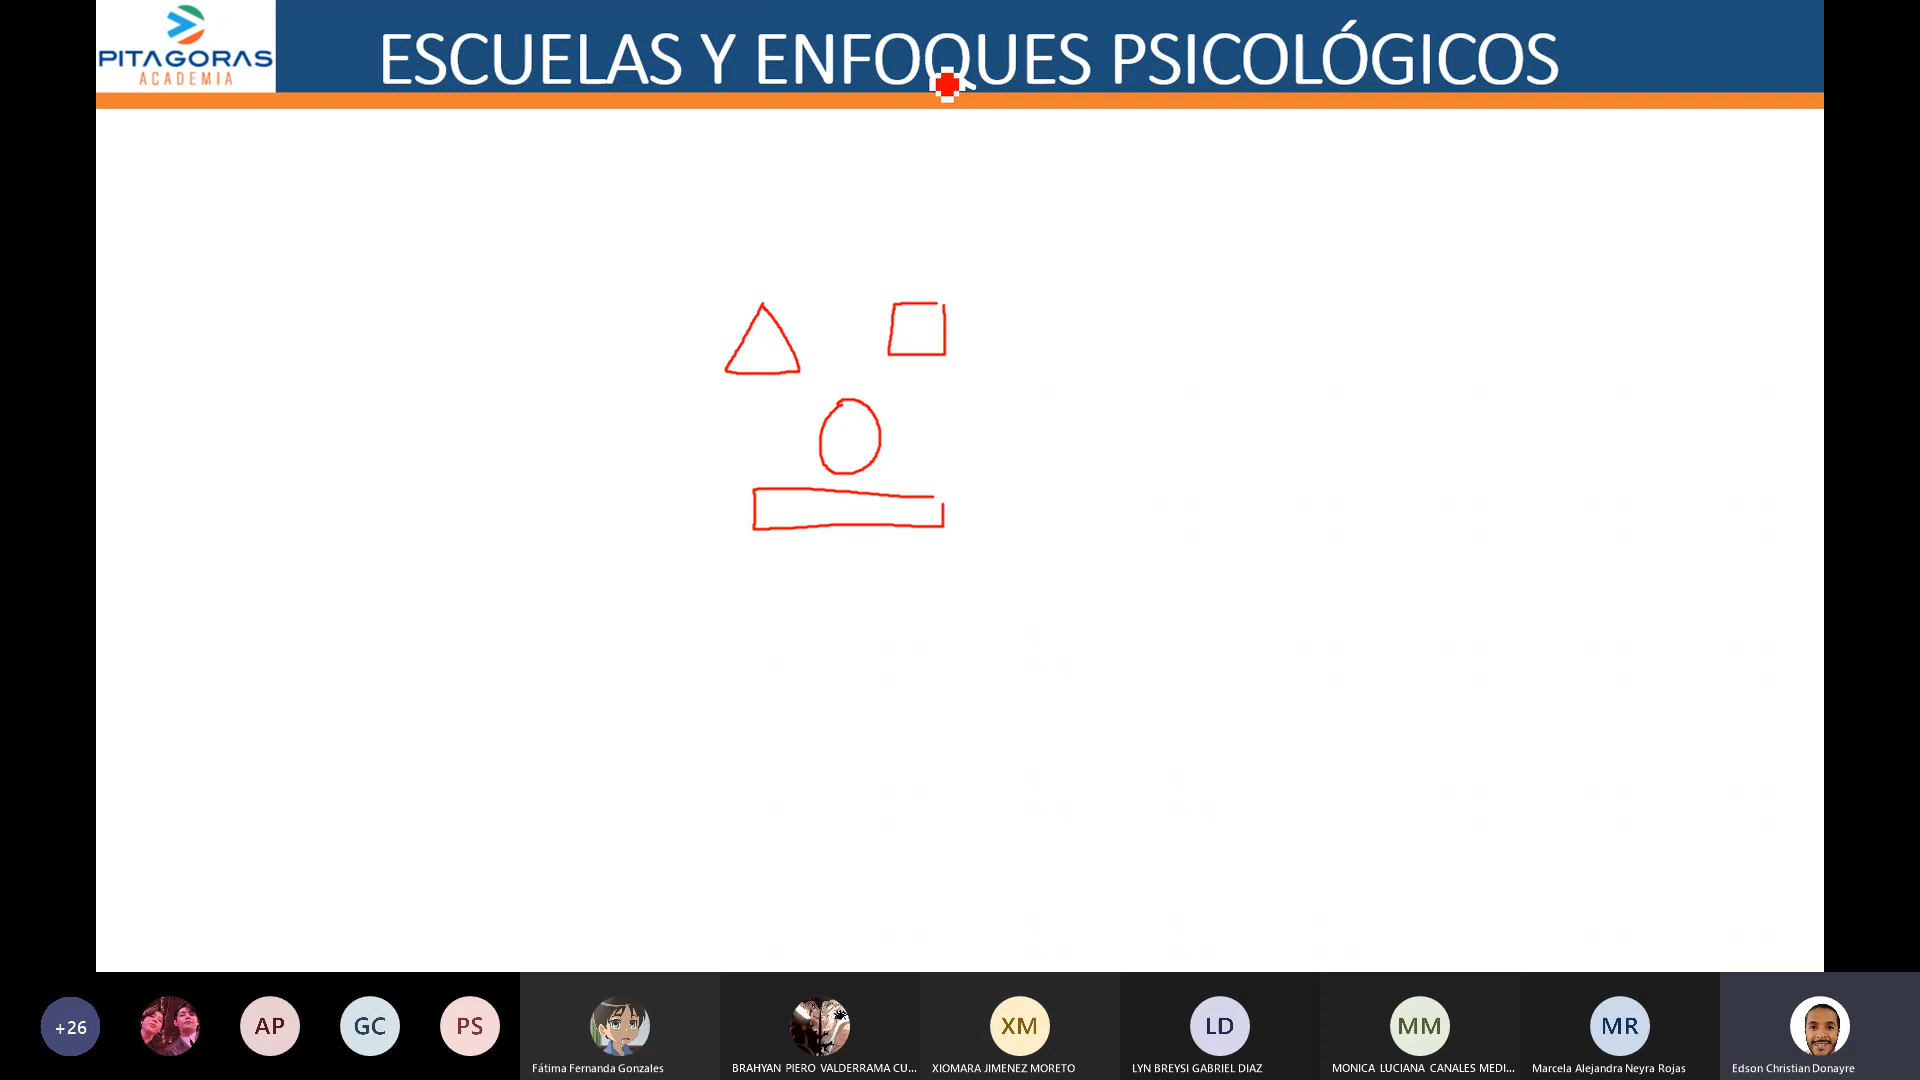 PITAGORAS
ACADEMIA
ESCUELAS Y ENFOQUES PSICOLÓGICOS
+26
AP
GC
PS
XM
LD
MM
MR
Fátima Fernanda Gonzales
BRAHYAN PIERO VALDERRAMA CU...
XIOMARA JIMENEZ MORETO
LYN BREYSI GABRIEL DIAZ
MONICA LUCIANA CANALES MEDI...
Marcela Alejandra Neyra Rojas
Edson Christian Donayre